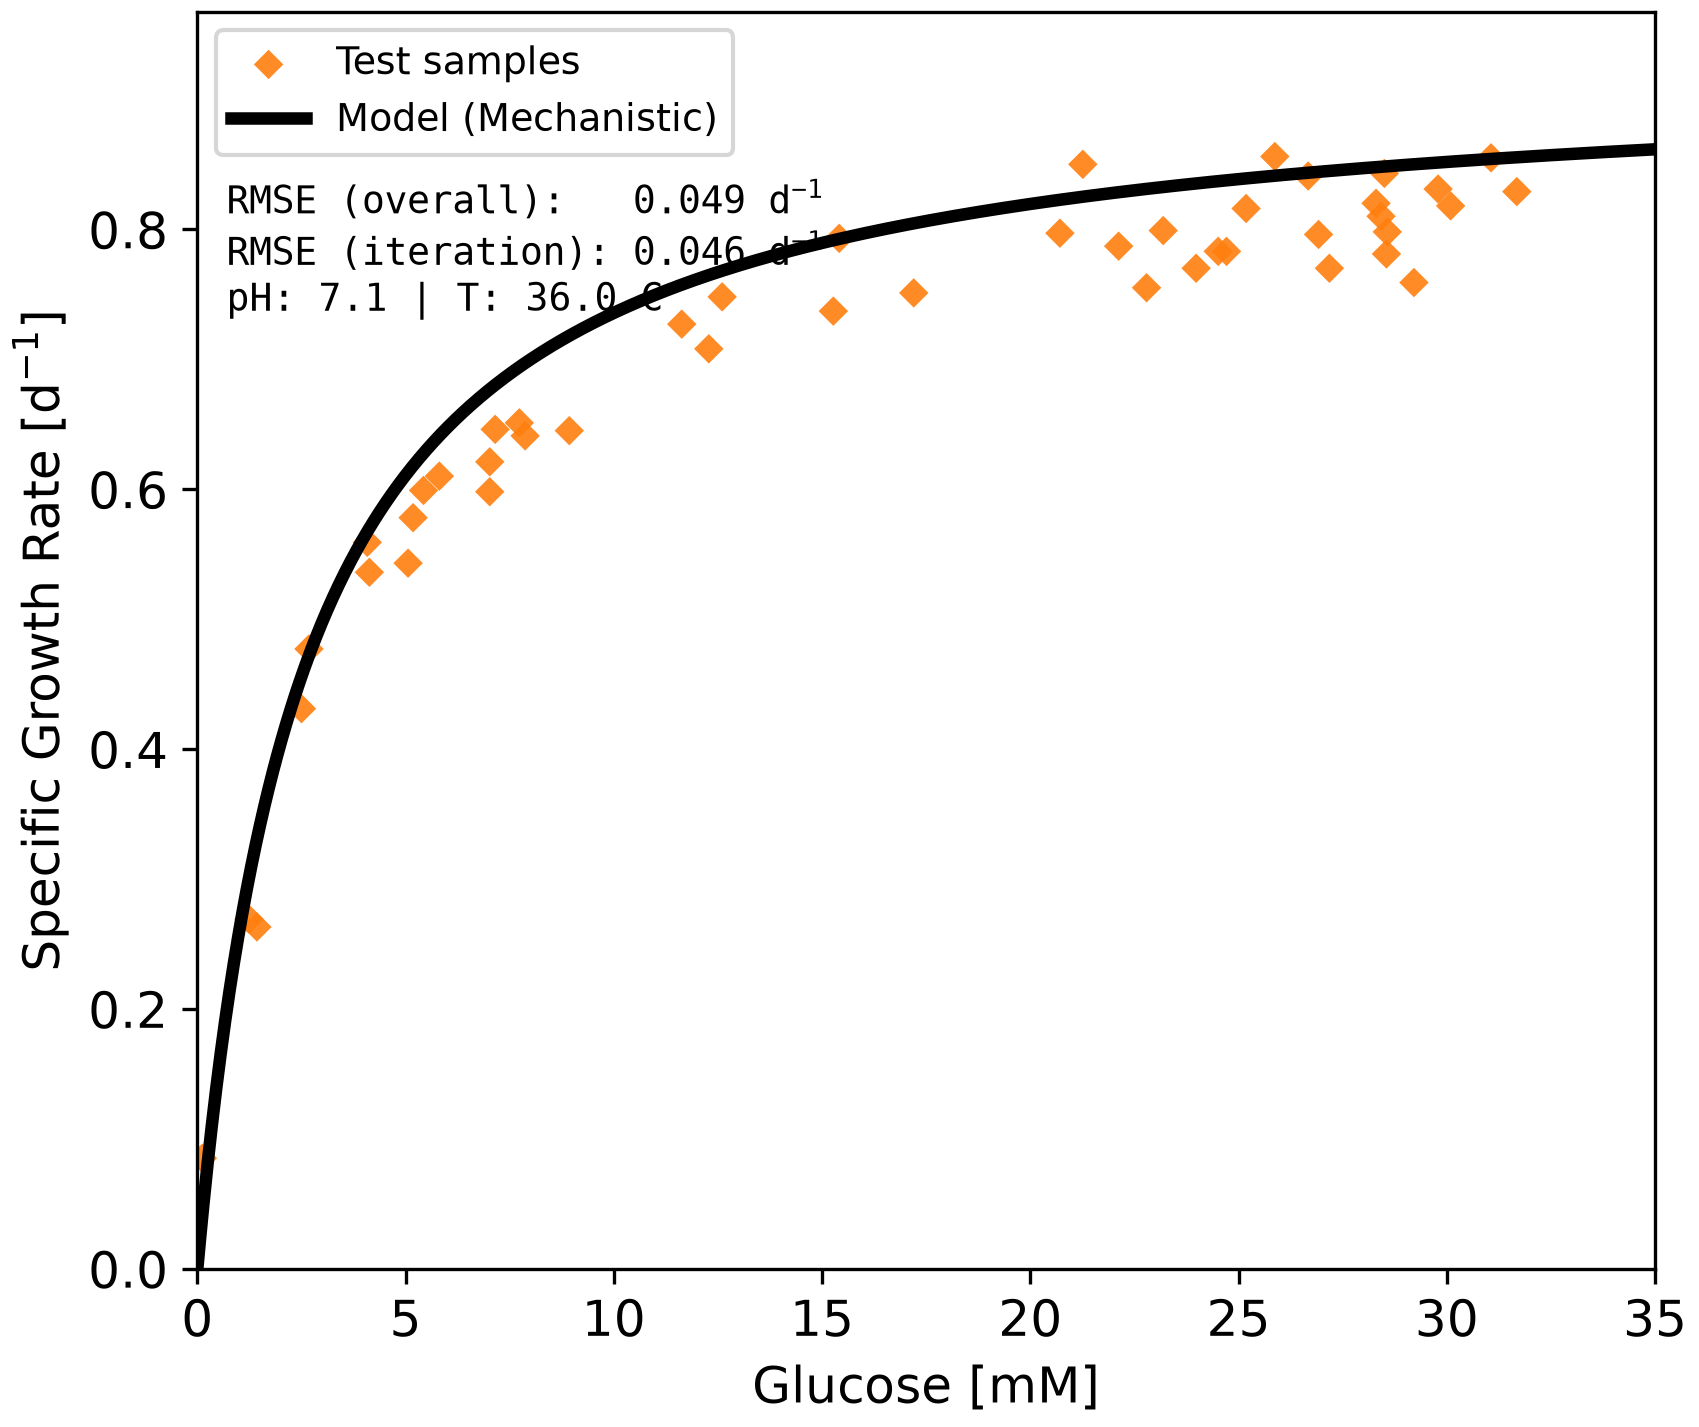 Test samples
Model (Mechanistic)
RMSE (overall):   0.049 d⁻¹
RMSE (iteration): 0.046 d⁻¹
pH: 7.1 | T: 36.0 C
Specific Growth Rate [d⁻¹]
0.8
0.6
0.4
0.2
0.0
0 5 10 15 20 25 30 35
Glucose [mM]